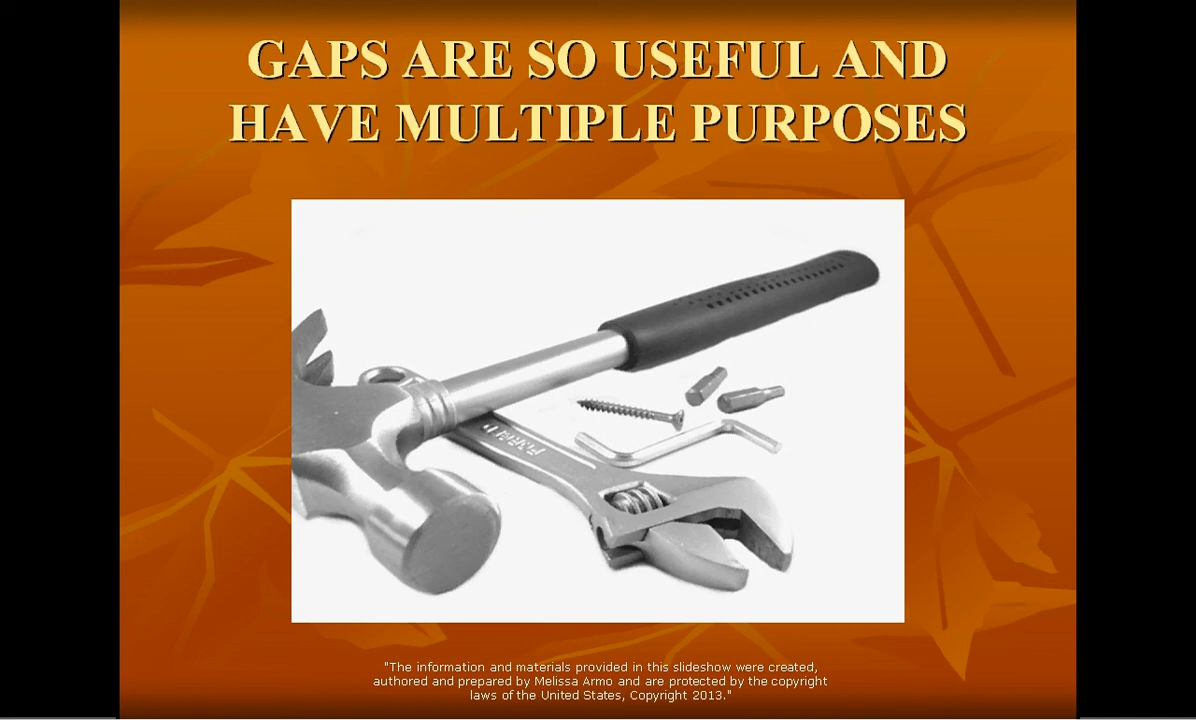 GAPS ARE SO USEFUL AND
HAVE MULTIPLE PURPOSES
"The information and materials provided in this slideshow were created,
authored and prepared by Melissa Armo and are protected by the copyright
laws of the United States, Copyright 2013."